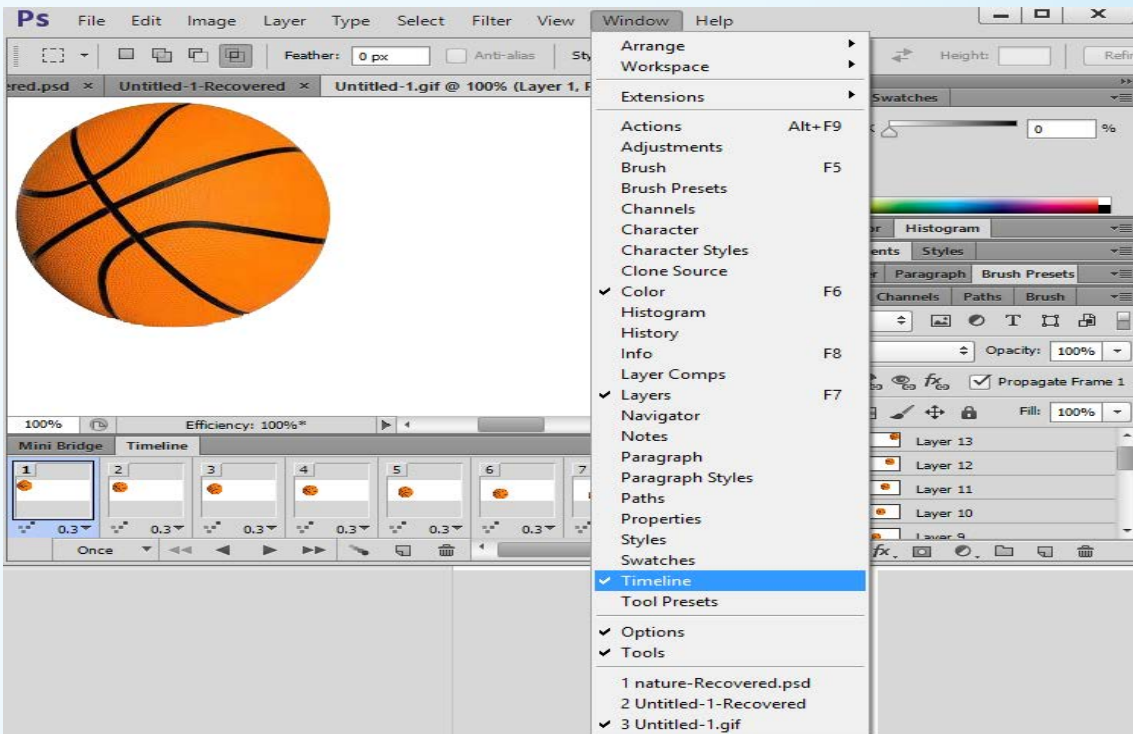 Ps File Edit Image Layer Type Select Filter View Window Help
Feather: 0 px Anti-alias Height: Refi
red.psd × Untitled-1-Recovered × Untitled-1.gif @ 100% (Layer 1,
Arrange
Workspace
Extensions
Actions Alt+F9
Adjustments
Brush F5
Brush Presets
Channels
Character
Character Styles
Clone Source
Color F6
Histogram
History
Info F8
Layer Comps
Layers F7
Navigator
Notes
Paragraph
Paragraph Styles
Paths
Properties
Styles
Swatches
Timeline
Tool Presets
Options
Tools
1 nature-Recovered.psd
2 Untitled-1-Recovered
3 Untitled-1.gif
Swatches
0 %
Histogram
Styles
Paragraph Brush Presets
Channels Paths Brush
Opacity: 100%
Propagate Frame 1
Fill: 100%
Layer 13
Layer 12
Layer 11
Layer 10
Layer 9
100% Efficiency: 100%*
Mini Bridge Timeline
1 2 3 4 5 6 7
0.3 0.3 0.3 0.3 0.3 0.3
Once